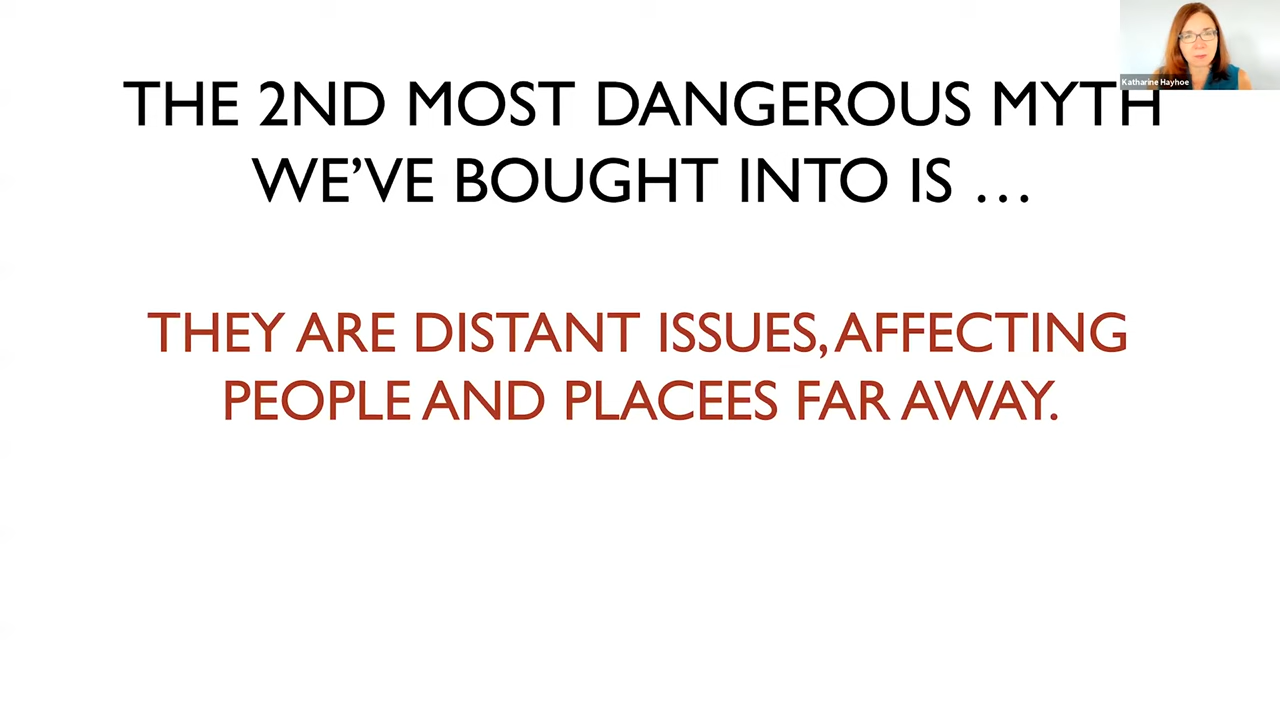 THE 2ND MOST DANGEROUS MYTH
WE’VE BOUGHT INTO IS …
THEY ARE DISTANT ISSUES, AFFECTING
PEOPLE AND PLACEES FAR AWAY.
Katharine Hayhoe